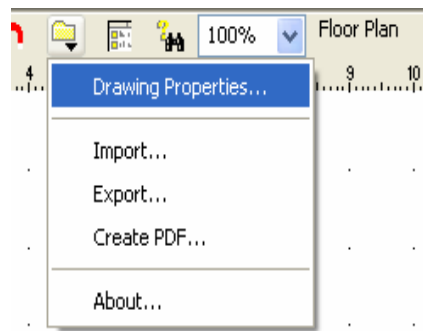 100% Floor Plan
4 9 10
Drawing Properties...
Import...
Export...
Create PDF...
About...